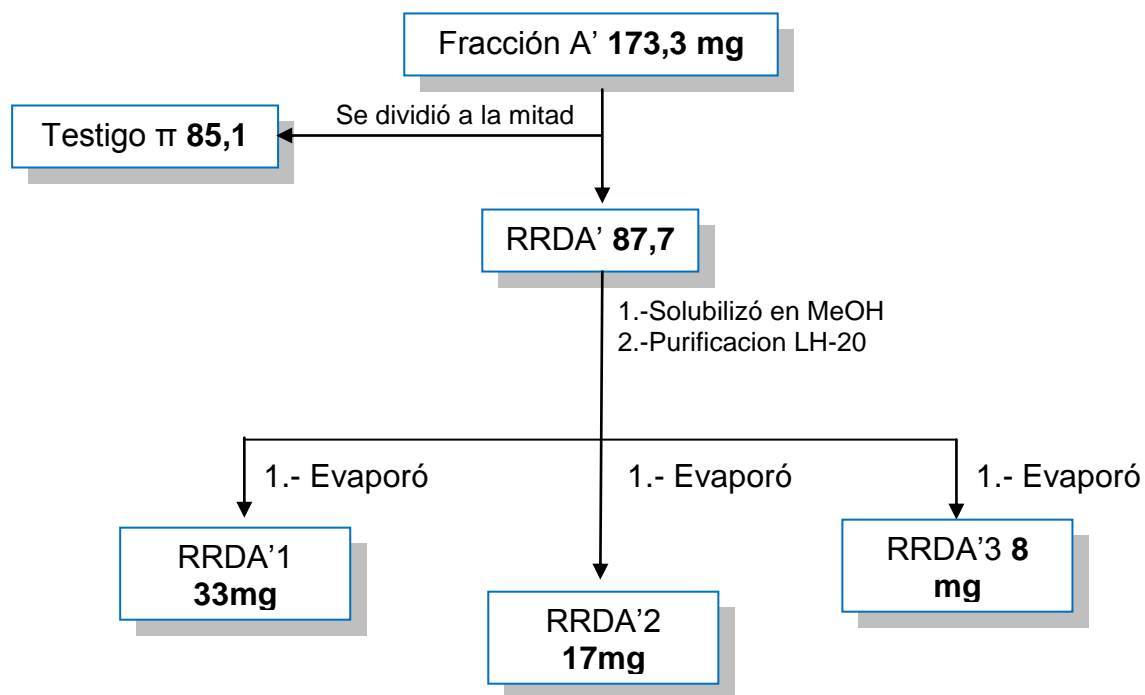 Fracción A’ 173,3 mg
Se dividió a la mitad
Testigo π 85,1
RRDA’ 87,7
1.-Solubilizó en MeOH
2.-Purificacion LH-20
1.- Evaporó
1.- Evaporó
1.- Evaporó
RRDA’1
33mg
RRDA’2
17mg
RRDA’3 8
mg